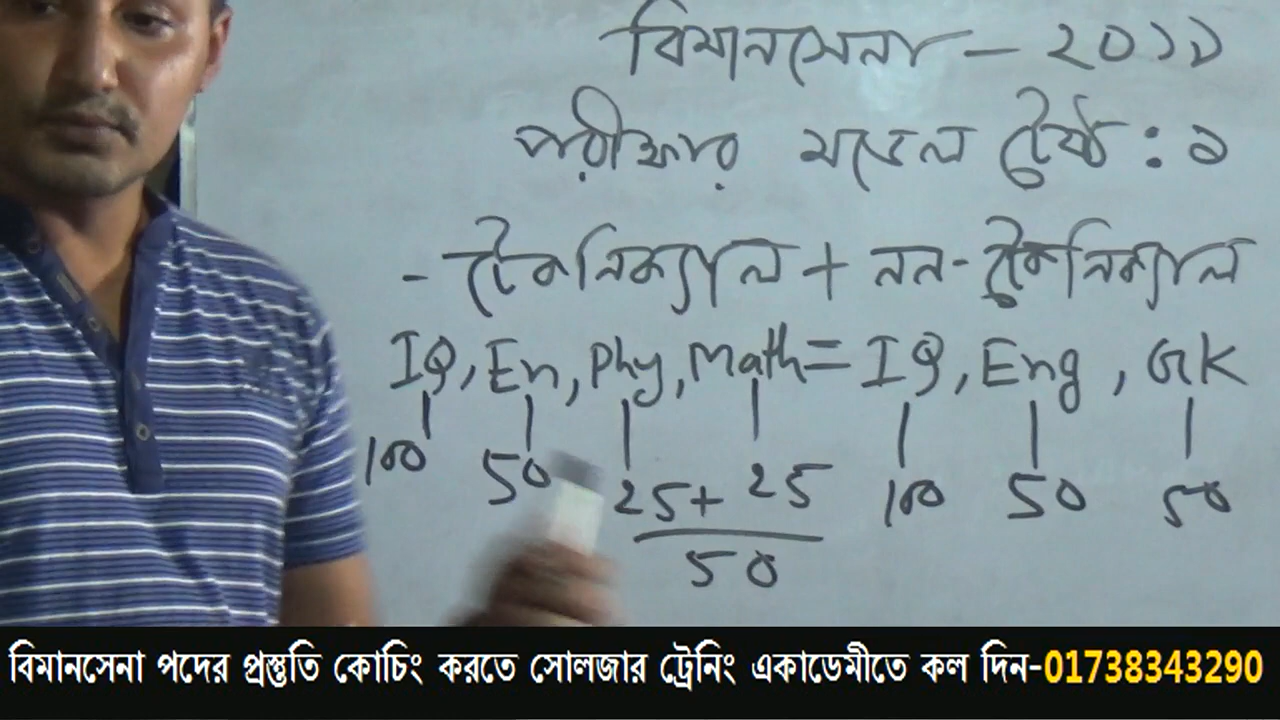 বিমানসেনা - ২০১১
পরীক্ষার মডেল টেষ্ট : ১
- টেকনিক্যাল + নন-টেকনিক্যাল
IQ, En, Phy, Math = IQ, Eng, GK
100 50 25 + 25 100 50 50
50
বিমানসেনা পদের প্রস্তুতি কোচিং করতে সোলজার ট্রেনিং একাডেমীতে কল দিন-01738343290